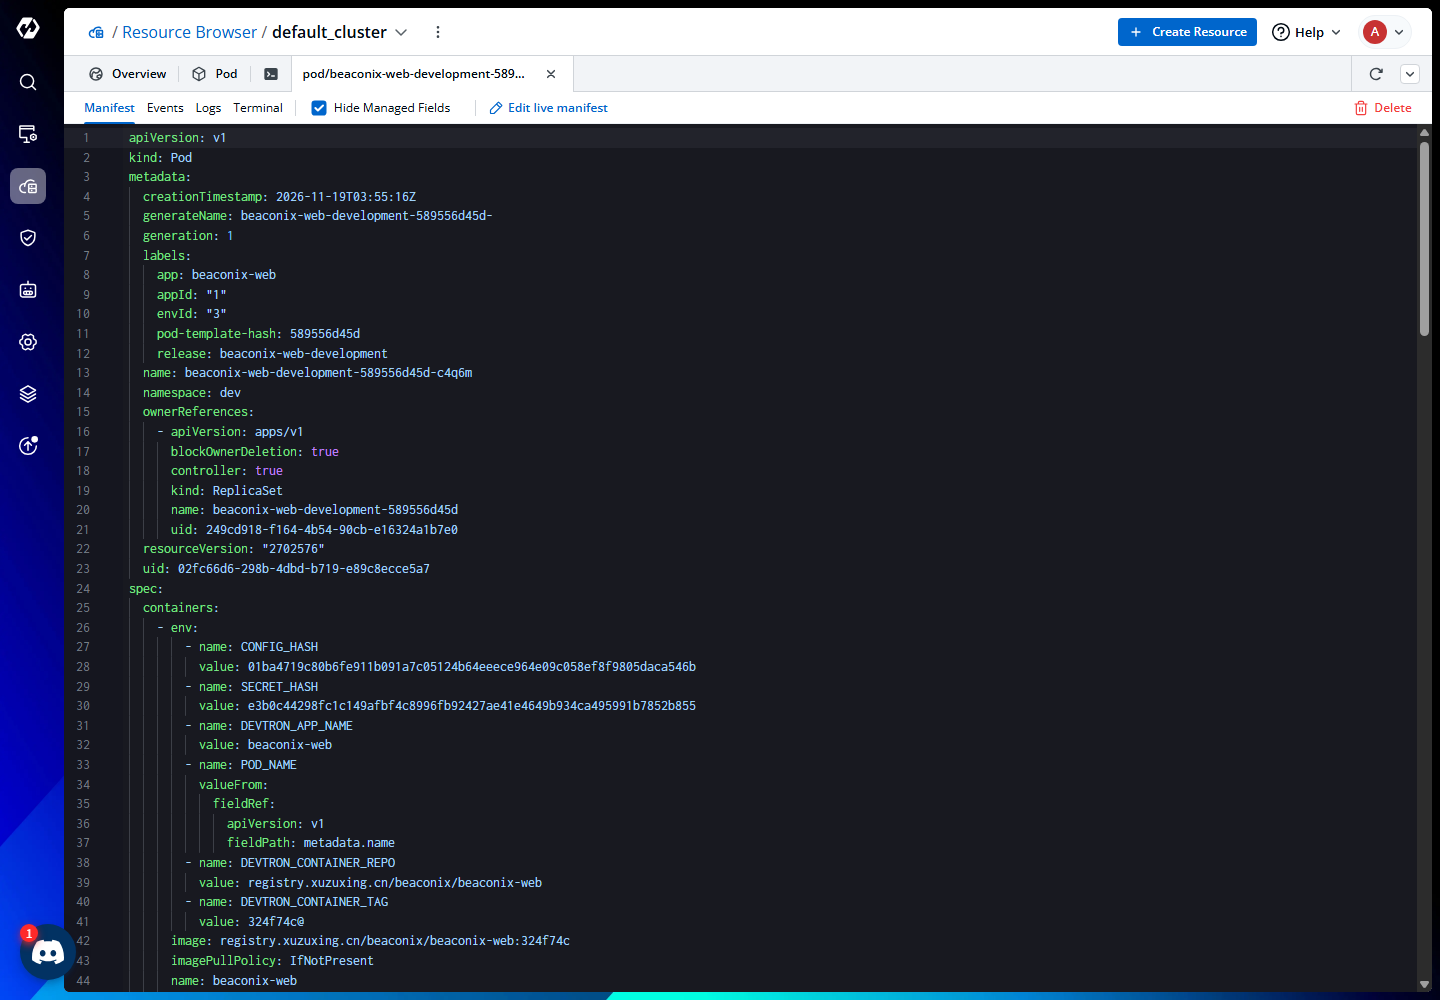 / Resource Browser / default_cluster
Create Resource
Help
A
Overview
Pod
pod/beaconix-web-development-589...
Manifest Events Logs Terminal Hide Managed Fields Edit live manifest Delete
1 apiVersion: v1
2 kind: Pod
3 metadata:
4 creationTimestamp: 2026-11-19T03:55:16Z
5 generateName: beaconix-web-development-589556d45d-
6 generation: 1
7 labels:
8 app: beaconix-web
9 appId: "1"
10 envId: "3"
11 pod-template-hash: 589556d45d
12 release: beaconix-web-development
13 name: beaconix-web-development-589556d45d-c4q6m
14 namespace: dev
15 ownerReferences:
16 - apiVersion: apps/v1
17 blockOwnerDeletion: true
18 controller: true
19 kind: ReplicaSet
20 name: beaconix-web-development-589556d45d
21 uid: 249cd918-f164-4b54-90cb-e16324a1b7e0
22 resourceVersion: "2702576"
23 uid: 02fc66d6-298b-4dbd-b719-e89c8ecce5a7
24 spec:
25 containers:
26 - env:
27 - name: CONFIG_HASH
28 value: 01ba4719c80b6fe911b091a7c05124b64eeece964e09c058ef8f9805daca546b
29 - name: SECRET_HASH
30 value: e3b0c44298fc1c149afbf4c8996fb92427ae41e4649b934ca495991b7852b855
31 - name: DEVTRON_APP_NAME
32 value: beaconix-web
33 - name: POD_NAME
34 valueFrom:
35 fieldRef:
36 apiVersion: v1
37 fieldPath: metadata.name
38 - name: DEVTRON_CONTAINER_REPO
39 value: registry.xuzuxing.cn/beaconix/beaconix-web
40 - name: DEVTRON_CONTAINER_TAG
41 value: 324f74c@
42 image: registry.xuzuxing.cn/beaconix/beaconix-web:324f74c
43 imagePullPolicy: IfNotPresent
44 name: beaconix-web
1